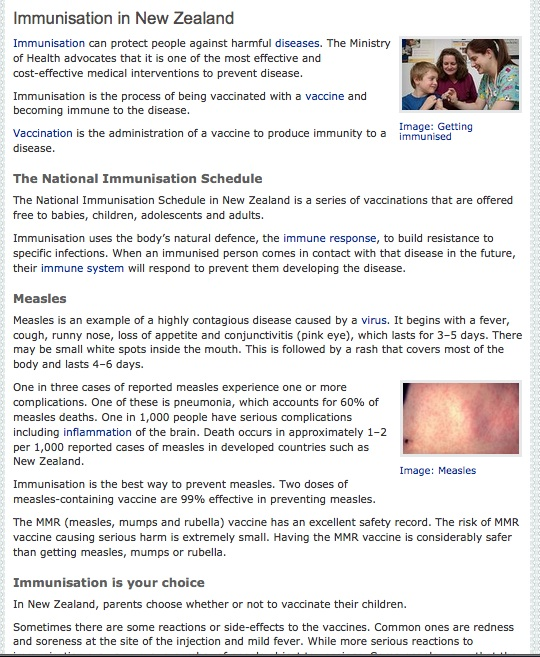 Immunisation in New Zealand
Immunisation can protect people against harmful diseases. The Ministry
of Health advocates that it is one of the most effective and
cost-effective medical interventions to prevent disease.
Immunisation is the process of being vaccinated with a vaccine and
becoming immune to the disease.
Vaccination is the administration of a vaccine to produce immunity to a
disease.
Image: Getting
immunised
The National Immunisation Schedule
The National Immunisation Schedule in New Zealand is a series of vaccinations that are offered
free to babies, children, adolescents and adults.
Immunisation uses the body's natural defence, the immune response, to build resistance to
specific infections. When an immunised person comes in contact with that disease in the future,
their immune system will respond to prevent them developing the disease.
Measles
Measles is an example of a highly contagious disease caused by a virus. It begins with a fever,
cough, runny nose, loss of appetite and conjunctivitis (pink eye), which lasts for 3–5 days. There
may be small white spots inside the mouth. This is followed by a rash that covers most of the
body and lasts 4–6 days.
One in three cases of reported measles experience one or more
complications. One of these is pneumonia, which accounts for 60% of
measles deaths. One in 1,000 people have serious complications
including inflammation of the brain. Death occurs in approximately 1–2
per 1,000 reported cases of measles in developed countries such as
New Zealand.
Image: Measles
Immunisation is the best way to prevent measles. Two doses of
measles-containing vaccine are 99% effective in preventing measles.
The MMR (measles, mumps and rubella) vaccine has an excellent safety record. The risk of MMR
vaccine causing serious harm is extremely small. Having the MMR vaccine is considerably safer
than getting measles, mumps or rubella.
Immunisation is your choice
In New Zealand, parents choose whether or not to vaccinate their children.
Sometimes there are some reactions or side-effects to the vaccines. Common ones are redness
and soreness at the site of the injection and mild fever. While more serious reactions to